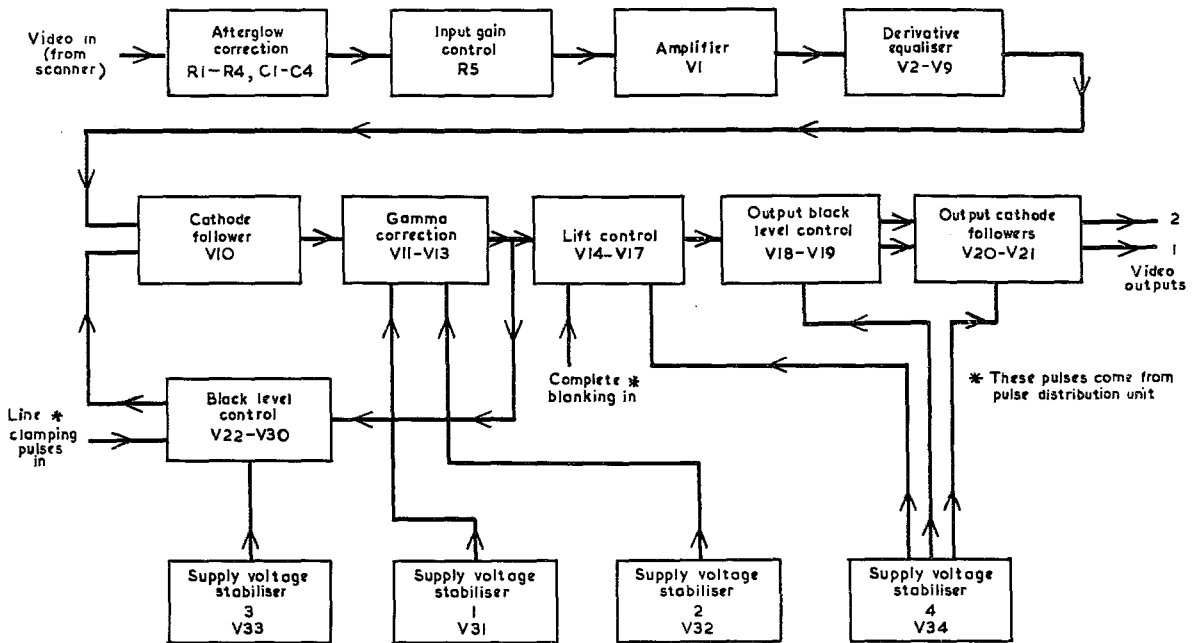 Video in
(from
scanner)
Afterglow
correction
R1–R4, C1–C4
Input gain
control
R5
Amplifier
V1
Derivative
equaliser
V2–V9
Cathode
follower
V10
Gamma
correction
V11–V13
Lift control
V14–V17
Output black
level control
V18–V19
Output cathode
followers
V20–V21
2
1
Video
outputs
Complete *
blanking in
* These pulses come from
pulse distribution unit
Line *
clamping
pulses
in
Black level
control
V22–V30
Supply voltage
stabiliser
3
V33
Supply voltage
stabiliser
1
V31
Supply voltage
stabiliser
2
V32
Supply voltage
stabiliser
4
V34